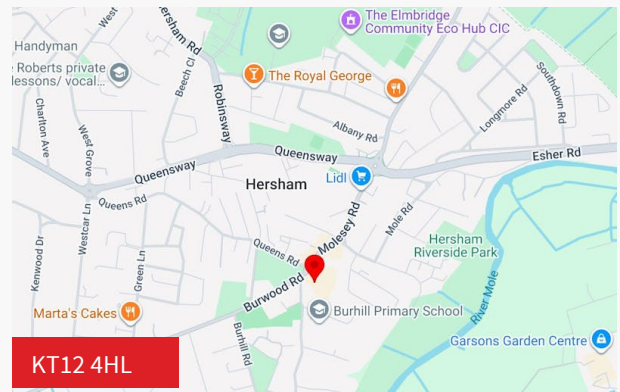 West
Hersham Rd
The Elmbridge
Community Eco Hub CIC
Handyman
Roberts private
lessons/ vocal...
Beech Cl
Robinsway
The Royal George
Southdown Rd
Longmore Rd
Charlton Ave
West Grove
Albany Rd
Queensway
Queensway
Esher Rd
Hersham
Lidl
Queens Rd
Westcar Ln
Molesey Rd
Mole Rd
Kenwood Dr
Green Ln
Queens Rd
Hersham
Riverside Park
Burwood Rd
River Mole
Marta's Cakes
Burhill Primary School
Burhill Rd
Garsons Garden Centre
KT12 4HL